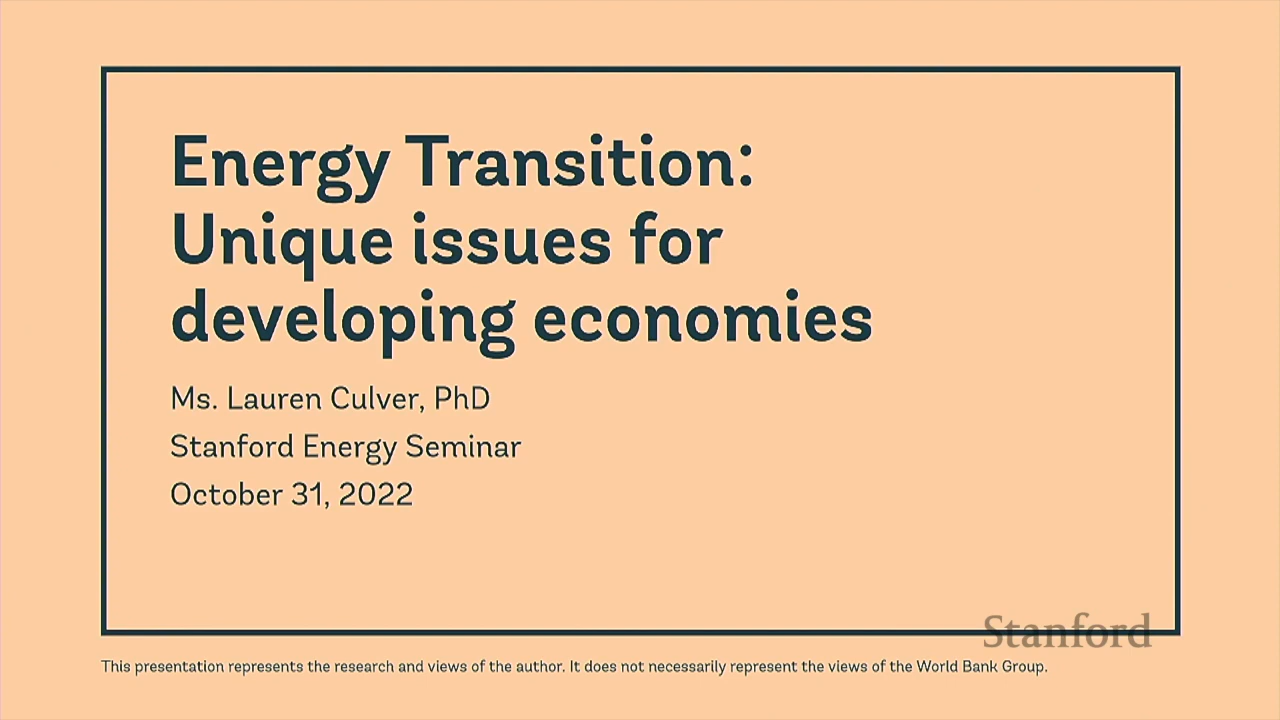 Energy Transition:
Unique issues for
developing economies
Ms. Lauren Culver, PhD
Stanford Energy Seminar
October 31, 2022
Stanford
This presentation represents the research and views of the author. It does not necessarily represent the views of the World Bank Group.